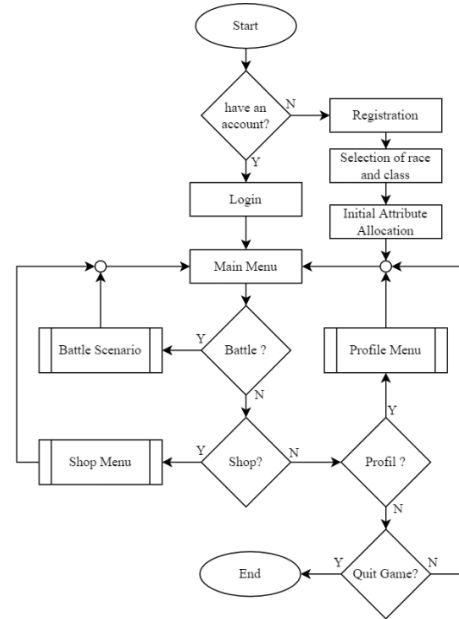 Start
have an
account?
N
Registration
Y
Selection of race
and class
Login
Initial Attribute
Allocation
Main Menu
Battle Scenario
Y
Battle ?
Profile Menu
N
Y
Shop Menu
Y
Shop?
N
Profil ?
N
End
Y
Quit Game?
N